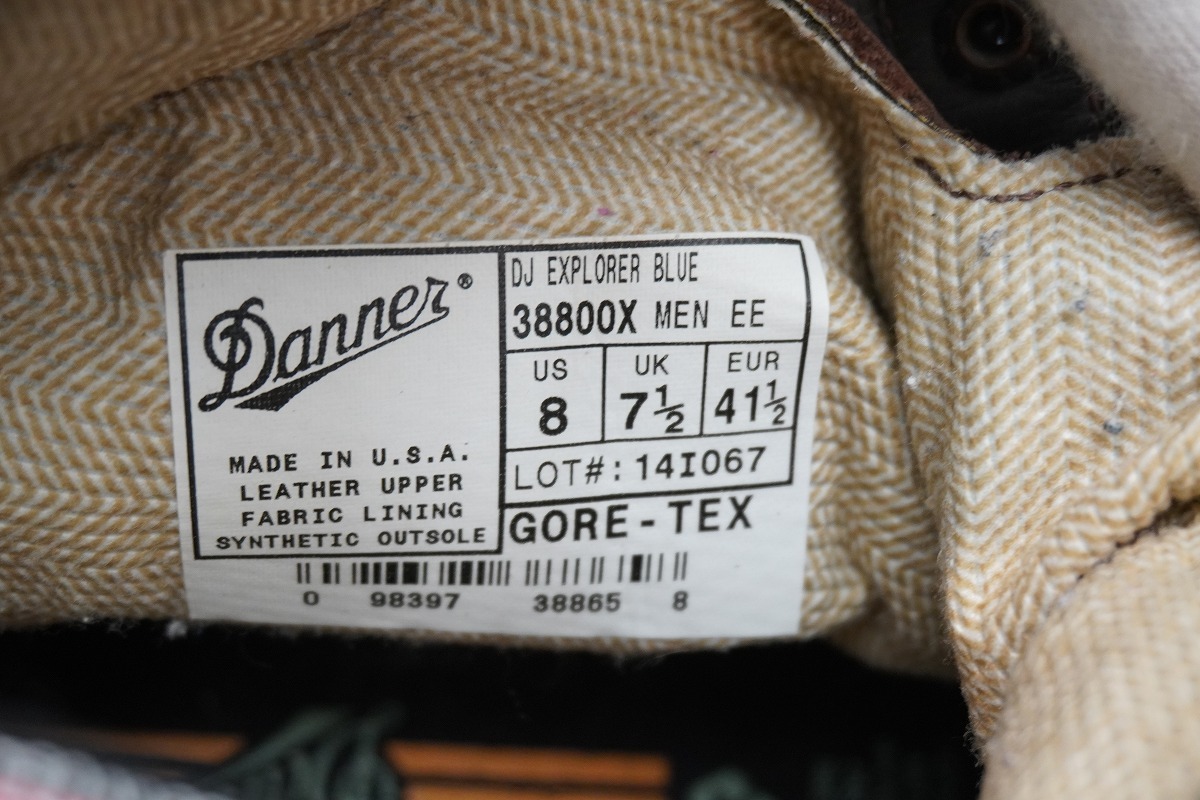 Danner®
MADE IN U.S.A.
LEATHER UPPER
FABRIC LINING
SYNTHETIC OUTSOLE
DJ EXPLORER BLUE
38800X MEN EE
US UK EUR
8 7½ 41½
LOT#: 14I067
GORE-TEX
0 98397 38865 8